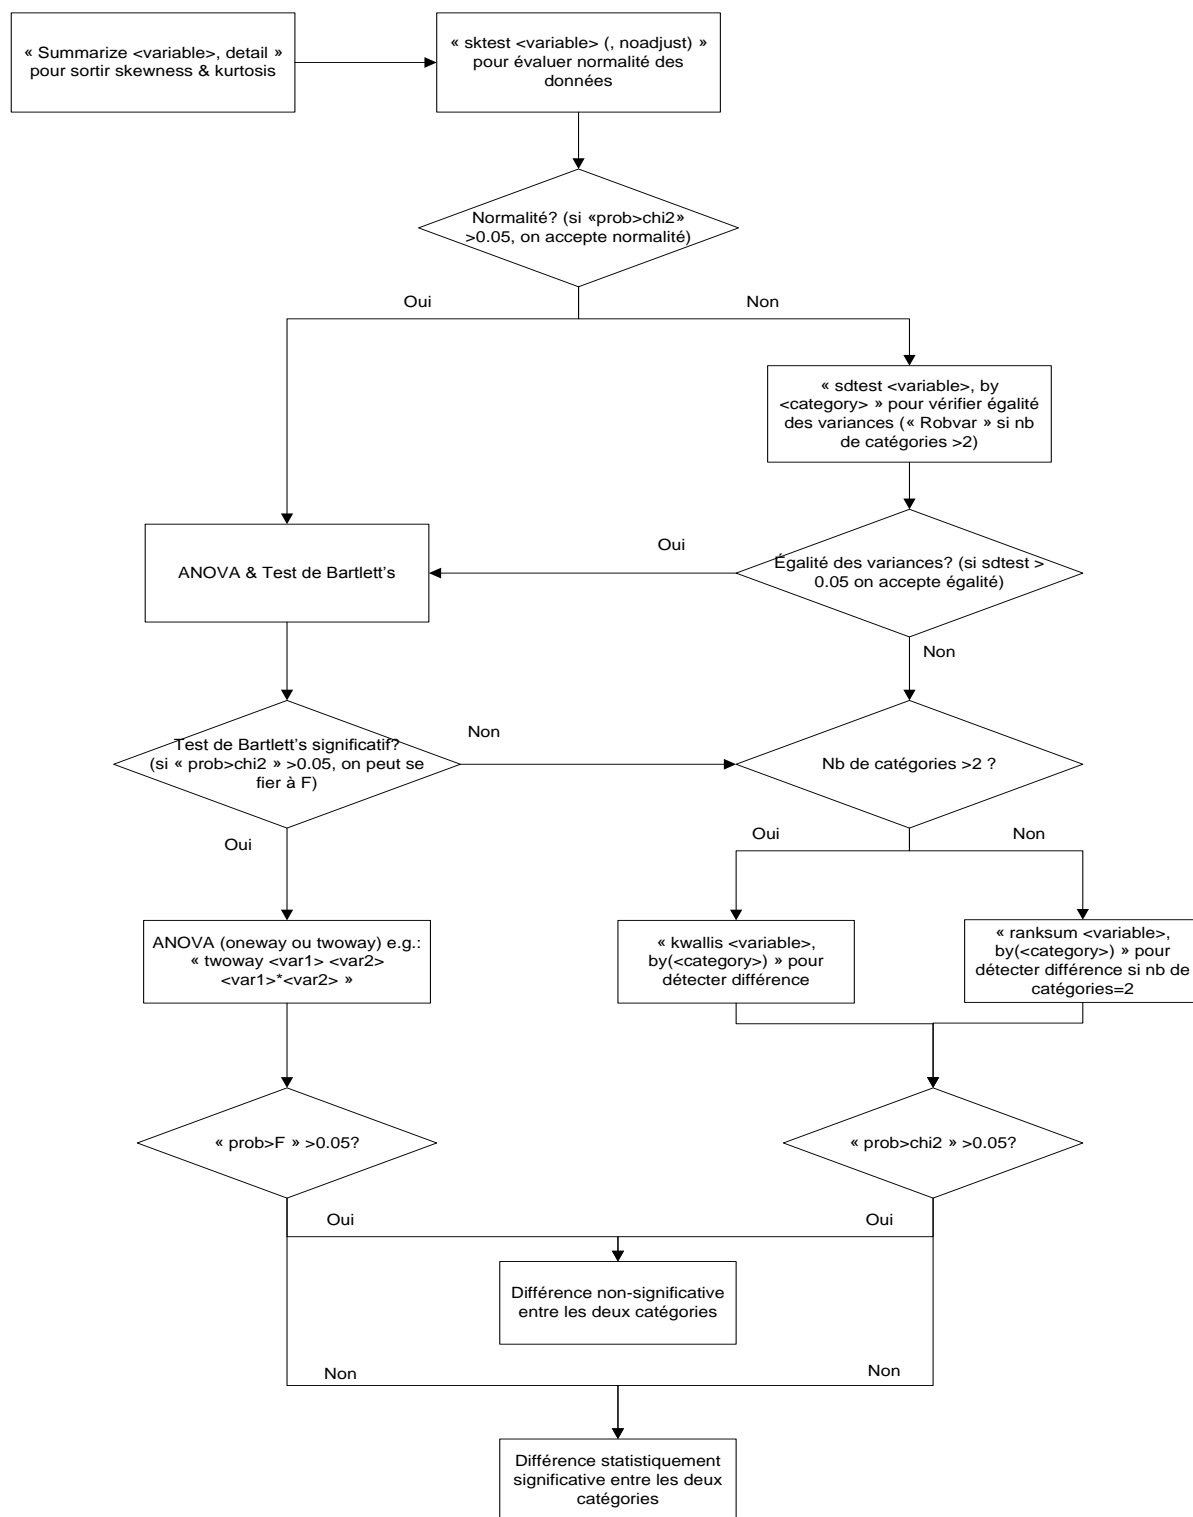 « Summarize <variable>, detail »
pour sortir skewness & kurtosis
« sktest <variable> (, noadjust) »
pour évaluer normalité des
données
Normalité? (si «prob>chi2»
>0.05, on accepte normalité)
Oui
Non
« sdtest <variable>, by
<category> » pour vérifier égalité
des variances (« Robvar » si nb
de catégories >2)
ANOVA & Test de Bartlett's
Oui
Égalité des variances? (si sdtest >
0.05 on accepte égalité)
Non
Test de Bartlett's significatif?
(si « prob>chi2 » >0.05, on peut se
fier à F)
Non
Nb de catégories >2 ?
Oui
Oui
Non
ANOVA (oneway ou twoway) e.g.:
« twoway <var1> <var2>
<var1>*<var2> »
« kwallis <variable>,
by(<category>) » pour
détecter différence
« ranksum <variable>,
by(<category>) » pour
détecter différence si nb de
catégories=2
« prob>F » >0.05?
« prob>chi2 » >0.05?
Oui
Oui
Différence non-significative
entre les deux catégories
Non
Non
Différence statistiquement
significative entre les deux
catégories